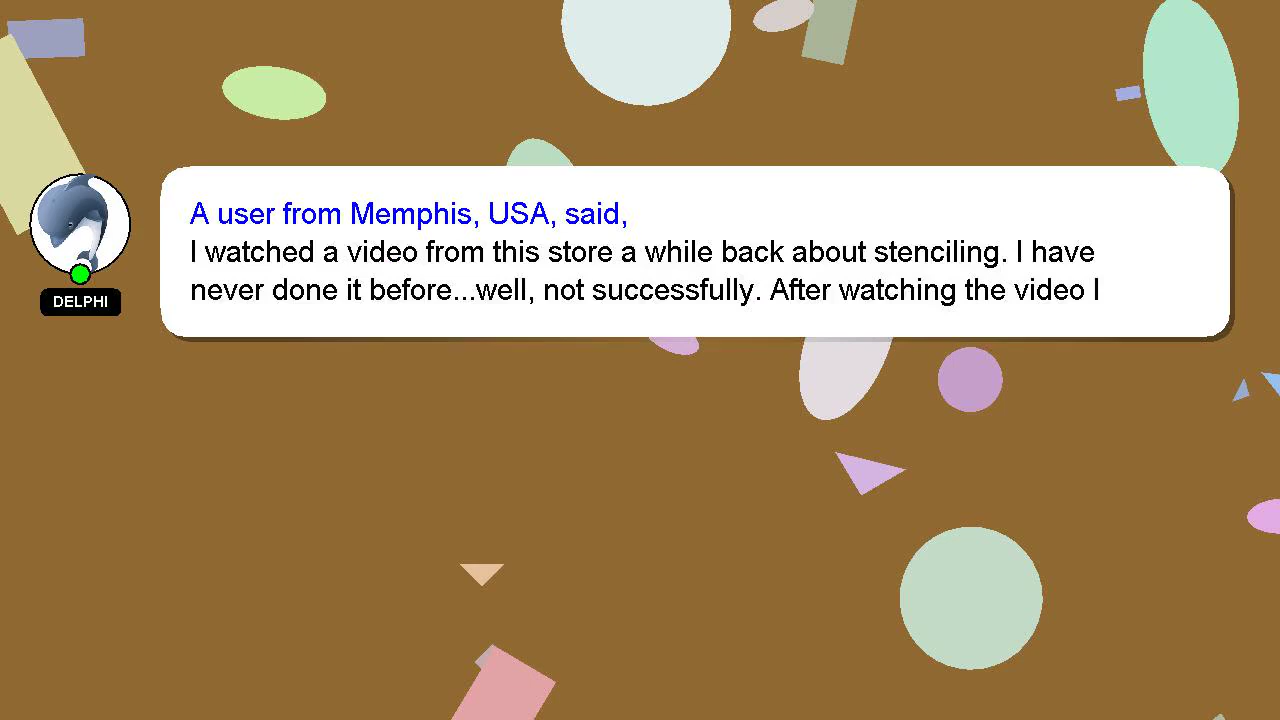 A user from Memphis, USA, said,
I watched a video from this store a while back about stenciling. I have
never done it before...well, not successfully. After watching the video I
DELPHI